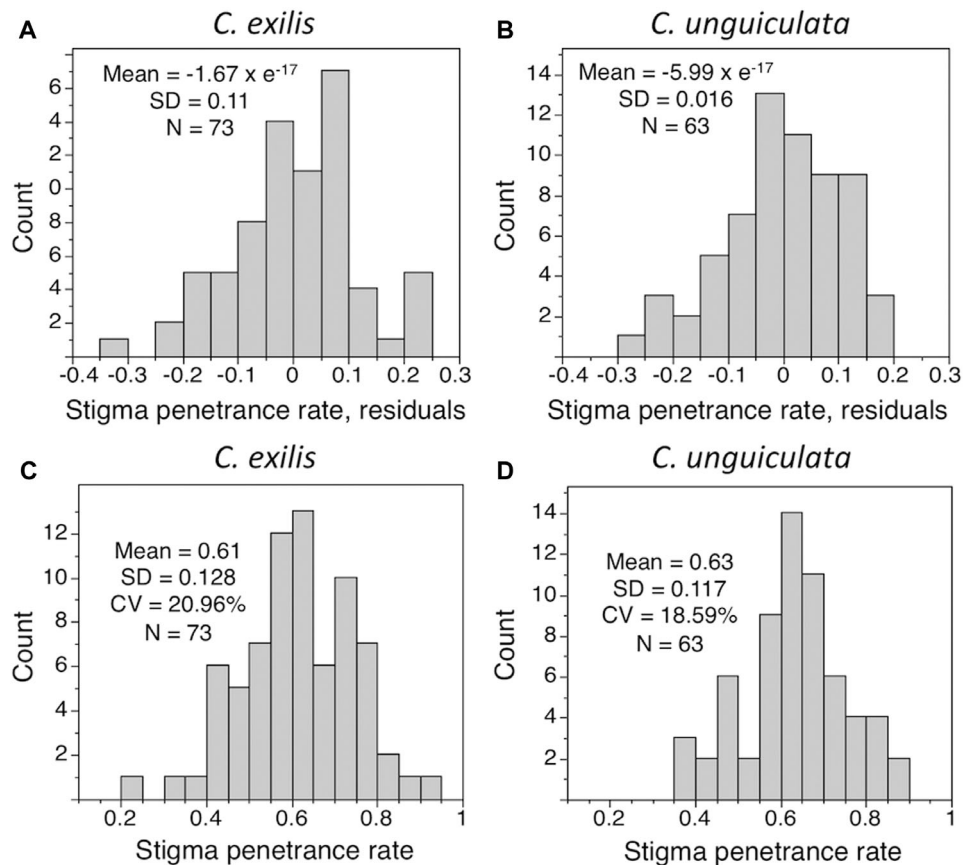 A
C. exilis
Mean = -1.67 x e-17
SD = 0.11
N = 73
Count
6
4
2
0
8
6
4
2
-0.4 -0.3 -0.2 -0.1 0 0.1 0.2 0.3
Stigma penetrance rate, residuals
B
C. unguiculata
Mean = -5.99 x e-17
SD = 0.016
N = 63
Count
14
12
10
8
6
4
2
-0.4 -0.3 -0.2 -0.1 0 0.1 0.2 0.3
Stigma penetrance rate, residuals
C
C. exilis
Mean = 0.61
SD = 0.128
CV = 20.96%
N = 73
Count
12
10
8
6
4
2
0.2 0.4 0.6 0.8 1
Stigma penetrance rate
D
C. unguiculata
Mean = 0.63
SD = 0.117
CV = 18.59%
N = 63
Count
14
12
10
8
6
4
2
0.2 0.4 0.6 0.8 1
Stigma penetrance rate